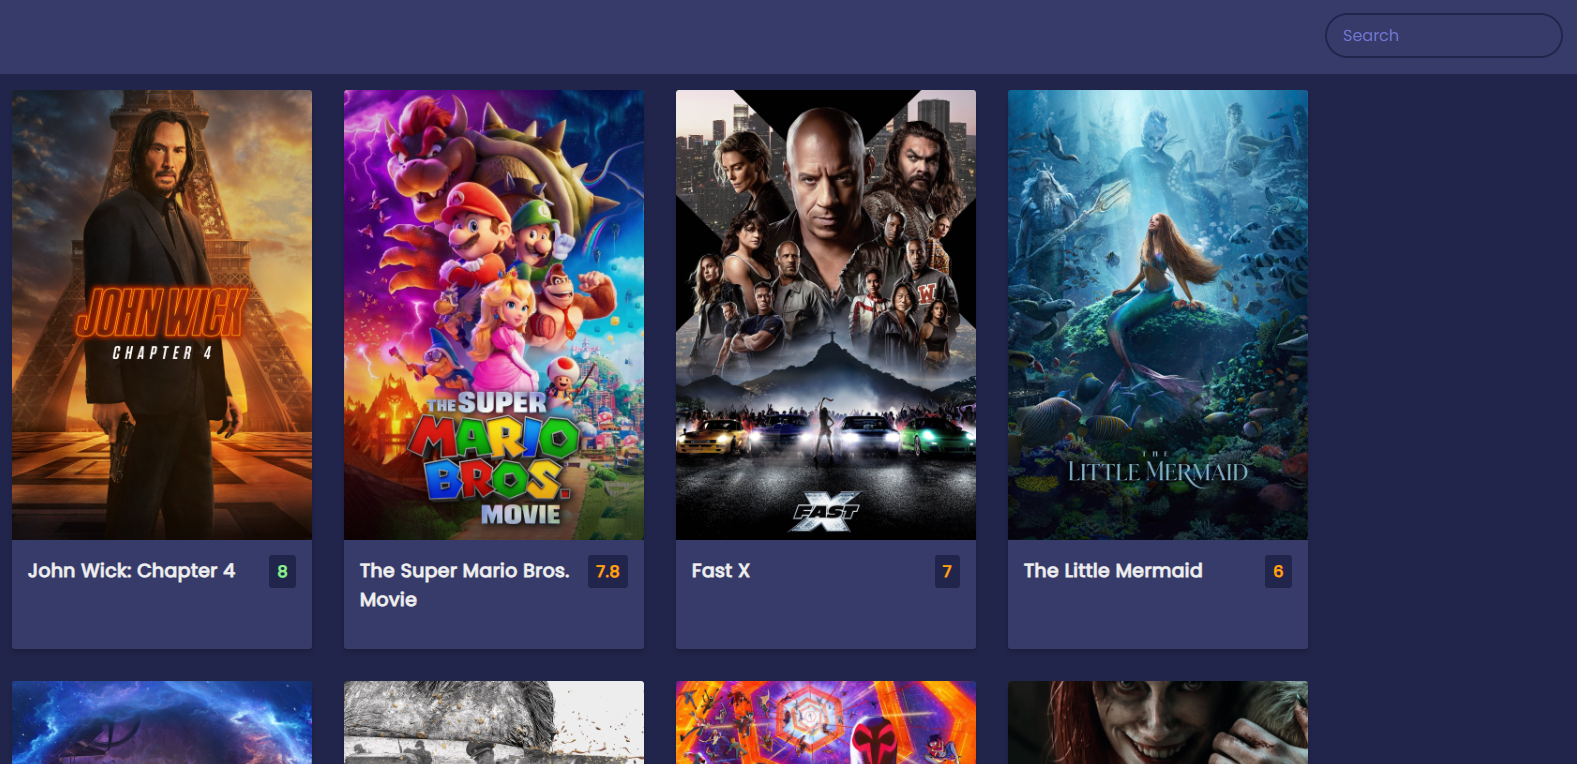 Search
JOHN WICK
CHAPTER 4
THE SUPER
MARIO
BROS.
MOVIE
FAST X
THE
LITTLE MERMAID
W
John Wick: Chapter 4
8
The Super Mario Bros.
Movie
7.8
Fast X
7
The Little Mermaid
6